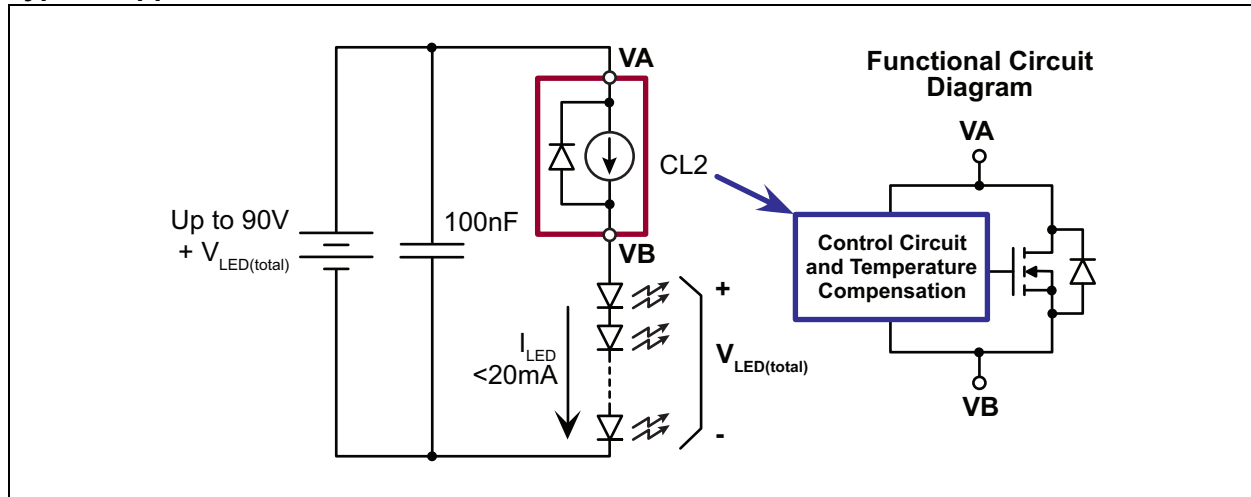 VA
Up to 90V
+ VLED(total)
100nF
CL2
VB
ILED
<20mA
+
VLED(total)
-
Functional Circuit
Diagram
VA
Control Circuit
and Temperature
Compensation
VB